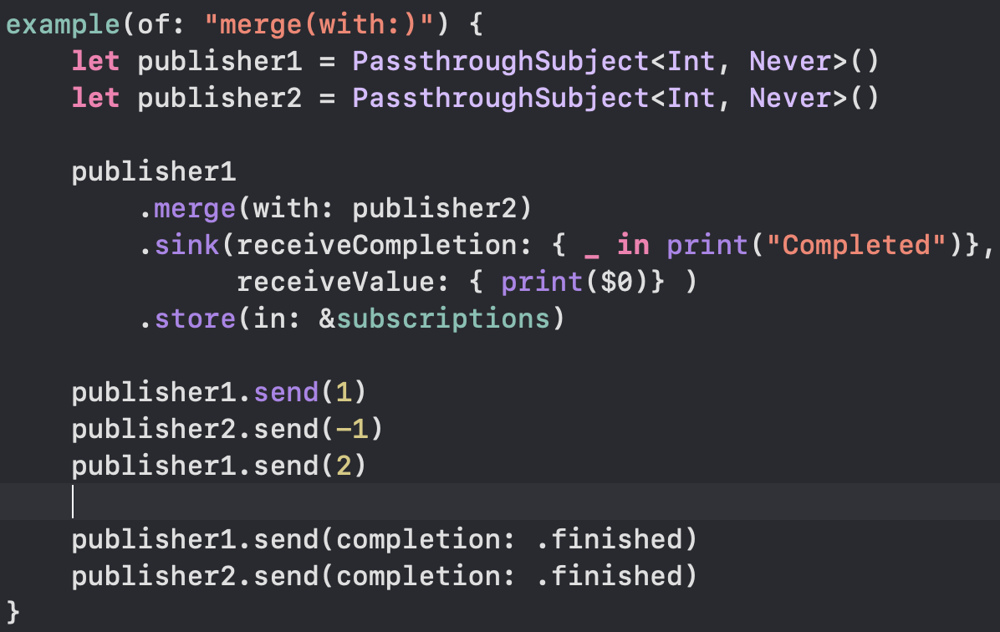 example(of: "merge(with:)") {
    let publisher1 = PassthroughSubject<Int, Never>()
    let publisher2 = PassthroughSubject<Int, Never>()

    publisher1
        .merge(with: publisher2)
        .sink(receiveCompletion: { _ in print("Completed")},
              receiveValue: { print($0)} )
        .store(in: &subscriptions)

    publisher1.send(1)
    publisher2.send(-1)
    publisher1.send(2)

    publisher1.send(completion: .finished)
    publisher2.send(completion: .finished)
}